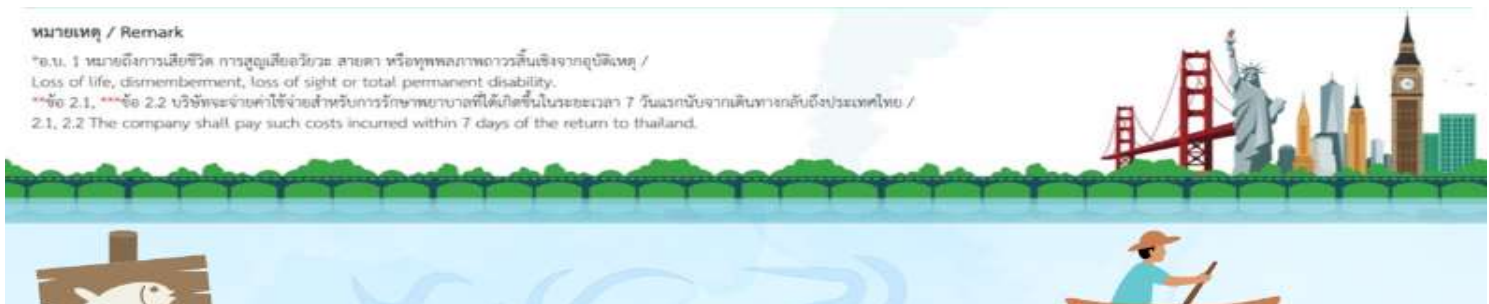 หมายเหตุ / Remark
*อ.บ. 1 หมายถึงการเสียชีวิต การสูญเสียอวัยวะ สายตา หรือทุพพลภาพถาวรสิ้นเชิงจากอุบัติเหตุ /
Loss of life, dismemberment, loss of sight or total permanent disability.
**ข้อ 2.1, ***ข้อ 2.2 บริษัทจะจ่ายค่าใช้จ่ายสำหรับการรักษาพยาบาลที่ได้เกิดขึ้นในระยะเวลา 7 วันแรกนับจากเดินทางกลับถึงประเทศไทย /
2.1, 2.2 The company shall pay such costs incurred within 7 days of the return to thailand.